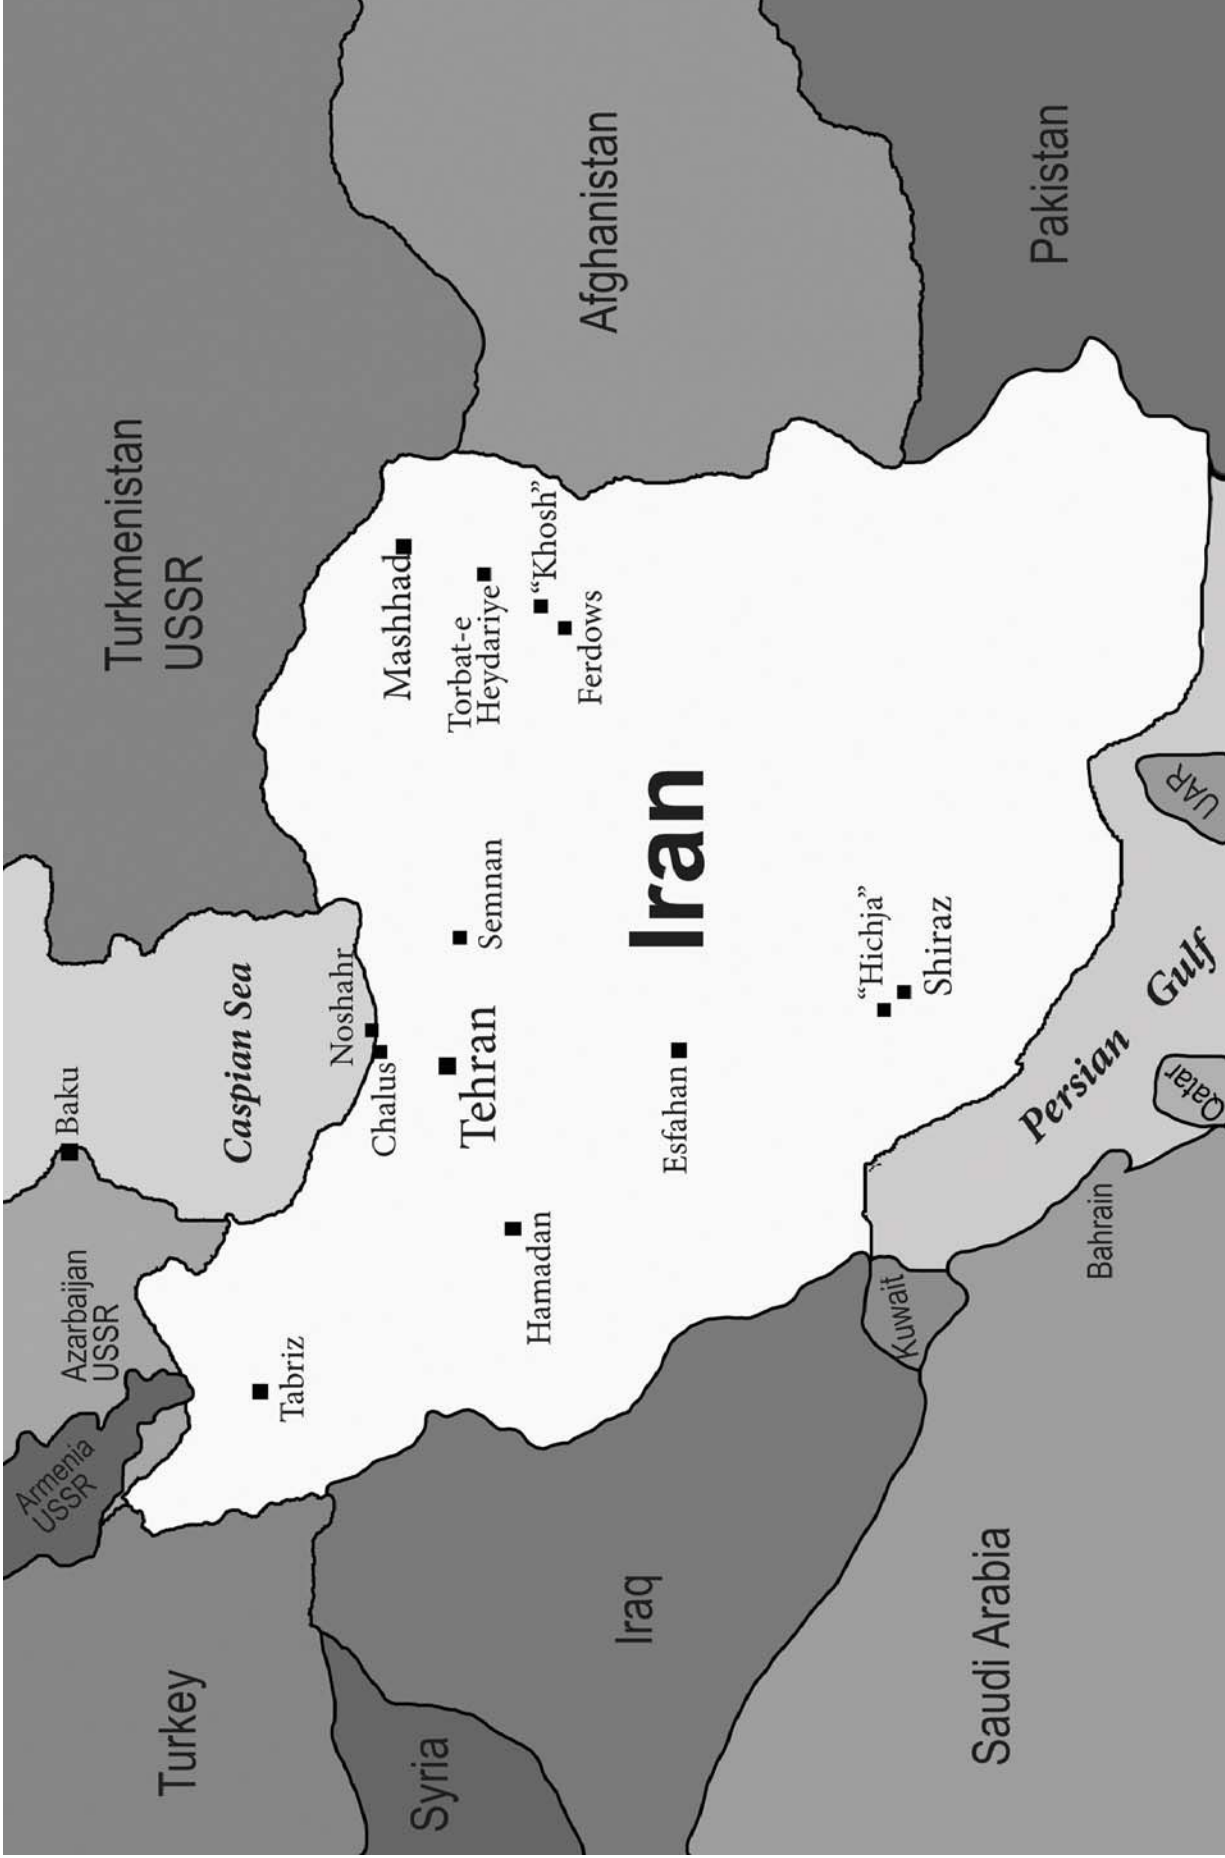 Turkmenistan
USSR
Afghanistan
Pakistan
Baku
Azarbaijan
USSR
Armenia
USSR
Caspian Sea
Turkey
Syria
Iraq
Saudi Arabia
Kuwait
Bahrain
Qatar
UAR
Persian Gulf
Iran
Tabriz
Hamadan
Noshahr
Chalus
Tehran
Semnan
Mashhad
Torbat-e
Heydariye
“Khosh”
Ferdows
Esfahan
“Hichja”
Shiraz